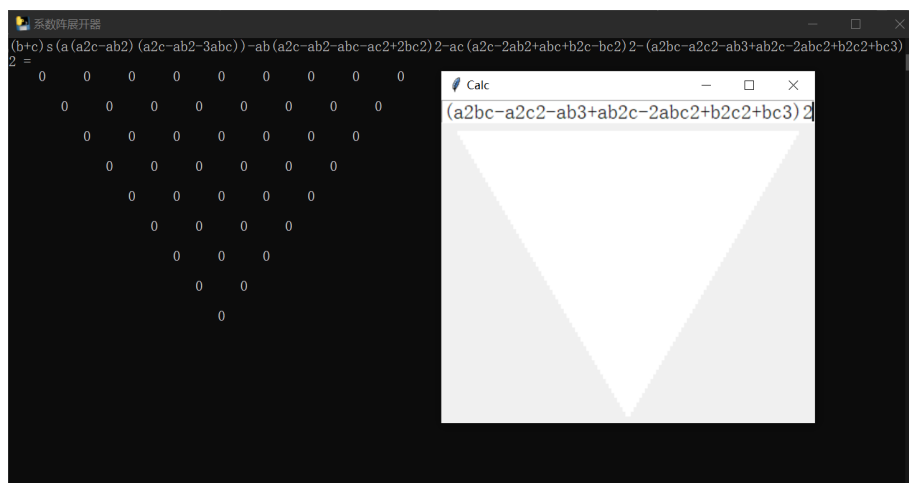 系数阵展开器
(b+c)s(a(a2c-ab2)(a2c-ab2-3abc))-ab(a2c-ab2-abc-ac2+2bc2)2-ac(a2c-2ab2+abc+b2c-bc2)2-(a2bc-a2c2-ab3+ab2c-2abc2+b2c2+bc3)
2 =
0 0 0 0 0 0 0 0 0
0 0 0 0 0 0 0 0
0 0 0 0 0 0 0
0 0 0 0 0 0
0 0 0 0 0
0 0 0 0
0 0 0
0 0
0
Calc
(a2bc-a2c2-ab3+ab2c-2abc2+b2c2+bc3)2